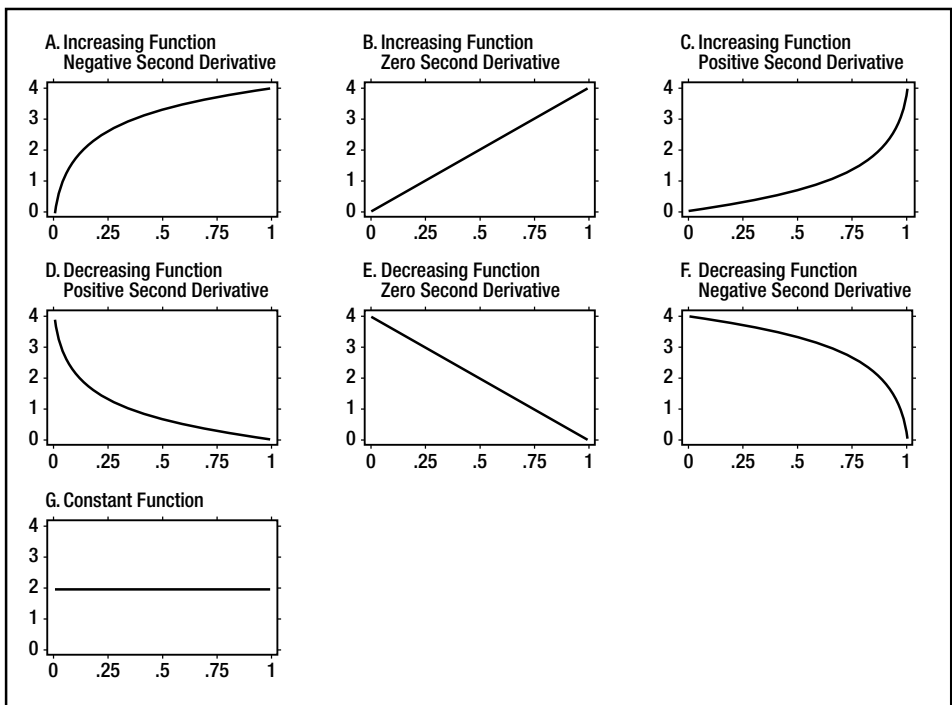 A. Increasing Function
Negative Second Derivative
B. Increasing Function
Zero Second Derivative
C. Increasing Function
Positive Second Derivative
4
3
2
1
0
0 .25 .5 .75 1
4
3
2
1
0
0 .25 .5 .75 1
4
3
2
1
0
0 .25 .5 .75 1
D. Decreasing Function
Positive Second Derivative
E. Decreasing Function
Zero Second Derivative
F. Decreasing Function
Negative Second Derivative
4
3
2
1
0
0 .25 .5 .75 1
4
3
2
1
0
0 .25 .5 .75 1
4
3
2
1
0
0 .25 .5 .75 1
G. Constant Function
4
3
2
1
0
0 .25 .5 .75 1